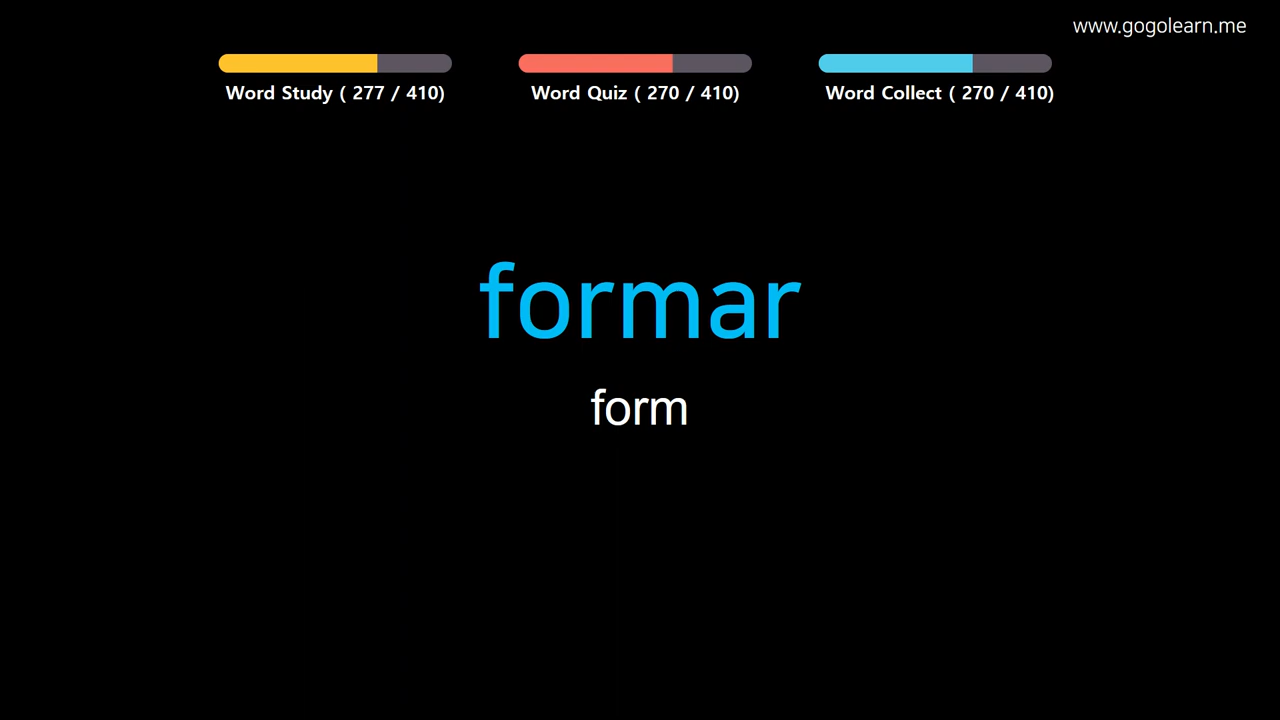 www.gogolearn.me
Word Study ( 277 / 410)
Word Quiz ( 270 / 410)
Word Collect ( 270 / 410)
formar
form